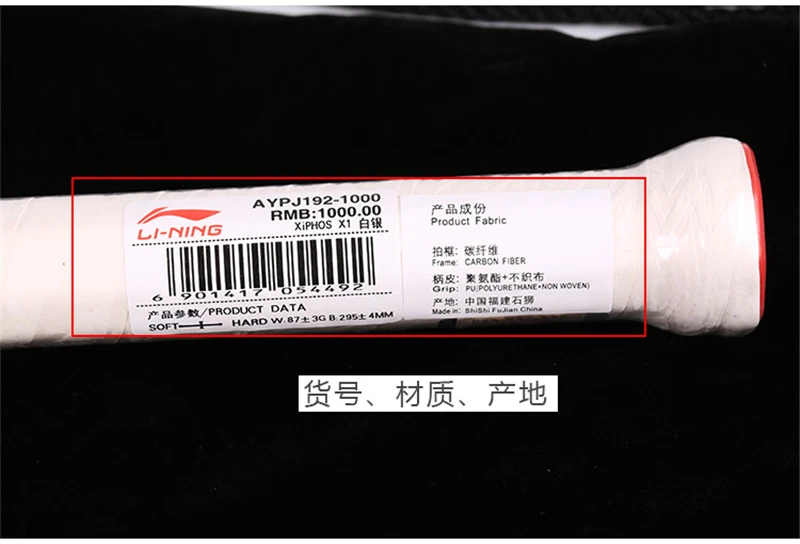 LI-NING
AYPJ192-1000
RMB:1000.00
XiPHOS X1 白银
6 901417 054492
产品参数/PRODUCT DATA
SOFT HARD W:87±3G B:295±4MM
产品成份
Product Fabric
拍框: 碳纤维
Frame: CARBON FIBER
柄皮: 聚氨酯+不织布
Grip: PU(POLYURETHANE+NON WOVEN)
产地: 中国福建石狮
Made in: ShiShi FuJian China
货号、材质、产地